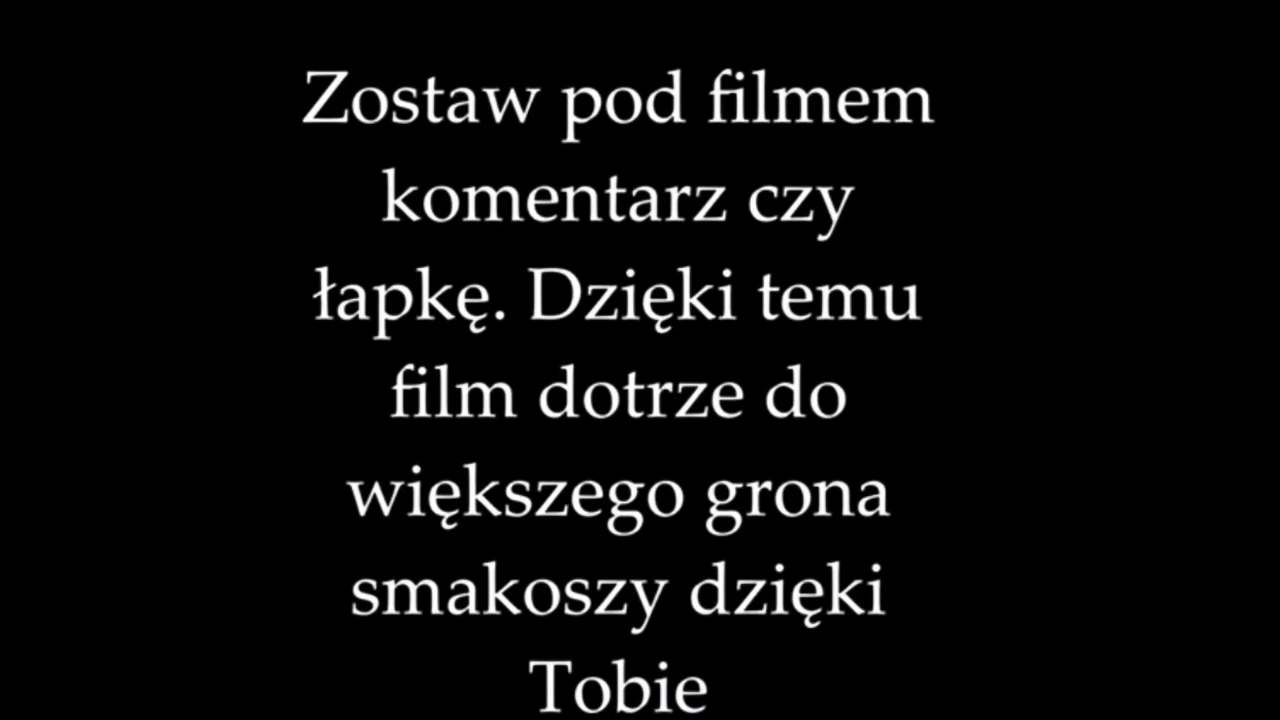 Zostaw pod filmem
komentarz czy
łapkę. Dzięki temu
film dotrze do
większego grona
smakoszy dzięki
Tobie